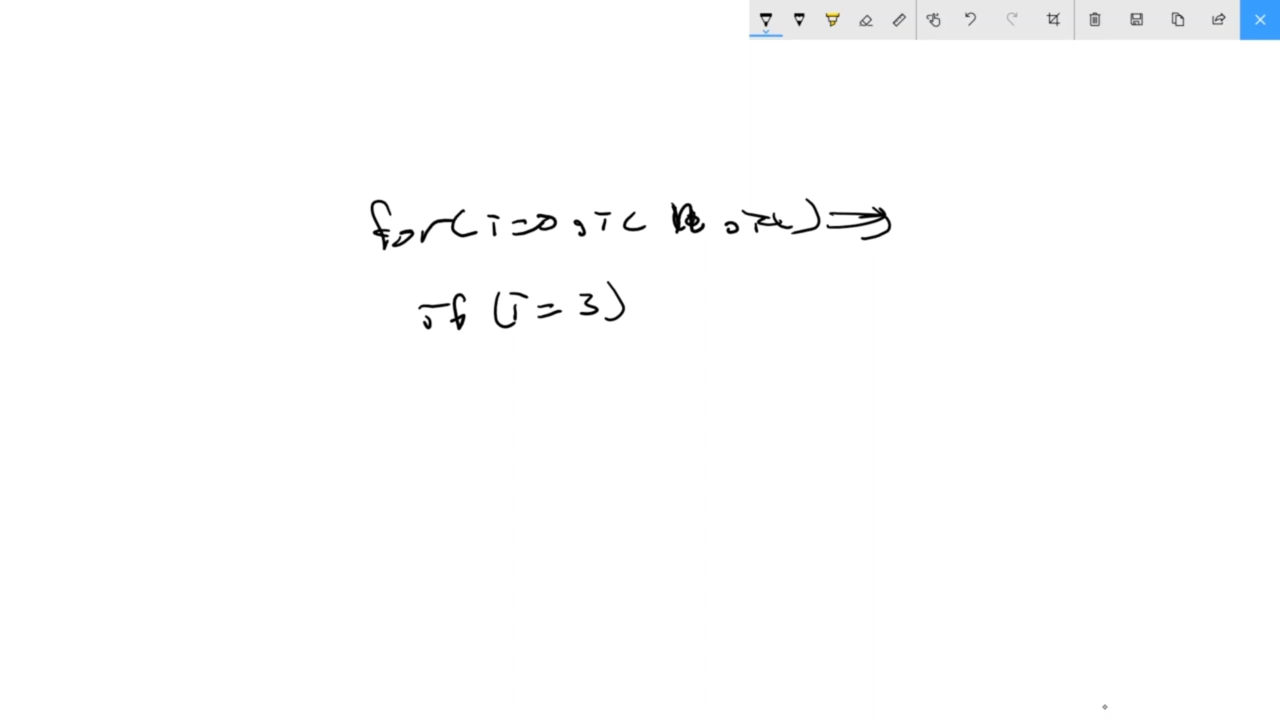 for(i=0;i<
if (i=3)